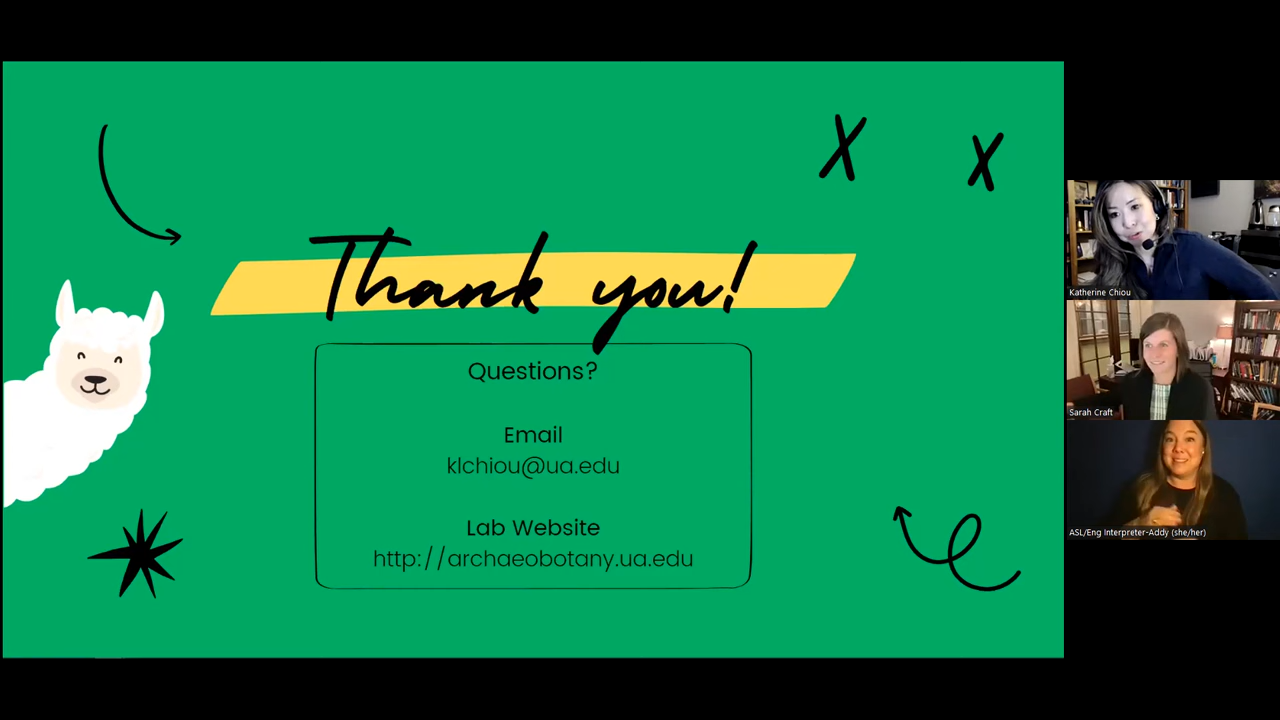 Thank you!
Questions?
Email
klchiou@ua.edu
Lab Website
http://archaeobotany.ua.edu
Katherine Chiou
Sarah Craft
ASL/Eng Interpreter-Addy (she/her)